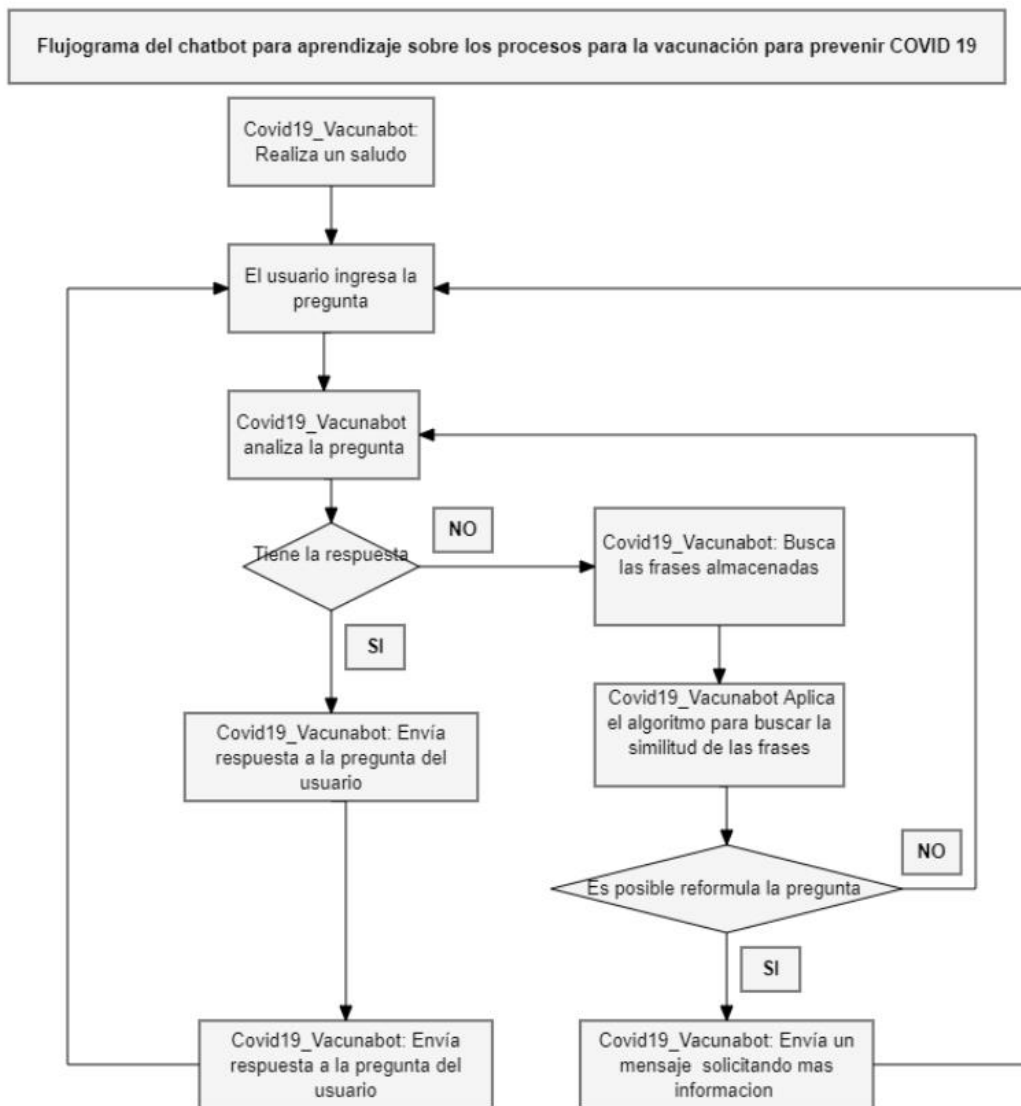 Flujograma del chatbot para aprendizaje sobre los procesos para la vacunación para prevenir COVID 19
Covid19_Vacunabot:
Realiza un saludo
El usuario ingresa la
pregunta
Covid19_Vacunabot
analiza la pregunta
Tiene la respuesta
NO
Covid19_Vacunabot: Busca
las frases almacenadas
SI
Covid19_Vacunabot Aplica
el algoritmo para buscar la
similitud de las frases
Covid19_Vacunabot: Envía
respuesta a la pregunta del
usuario
NO
Es posible reformula la pregunta
SI
Covid19_Vacunabot: Envía
respuesta a la pregunta del
usuario
Covid19_Vacunabot: Envía un
mensaje solicitando mas
informacion